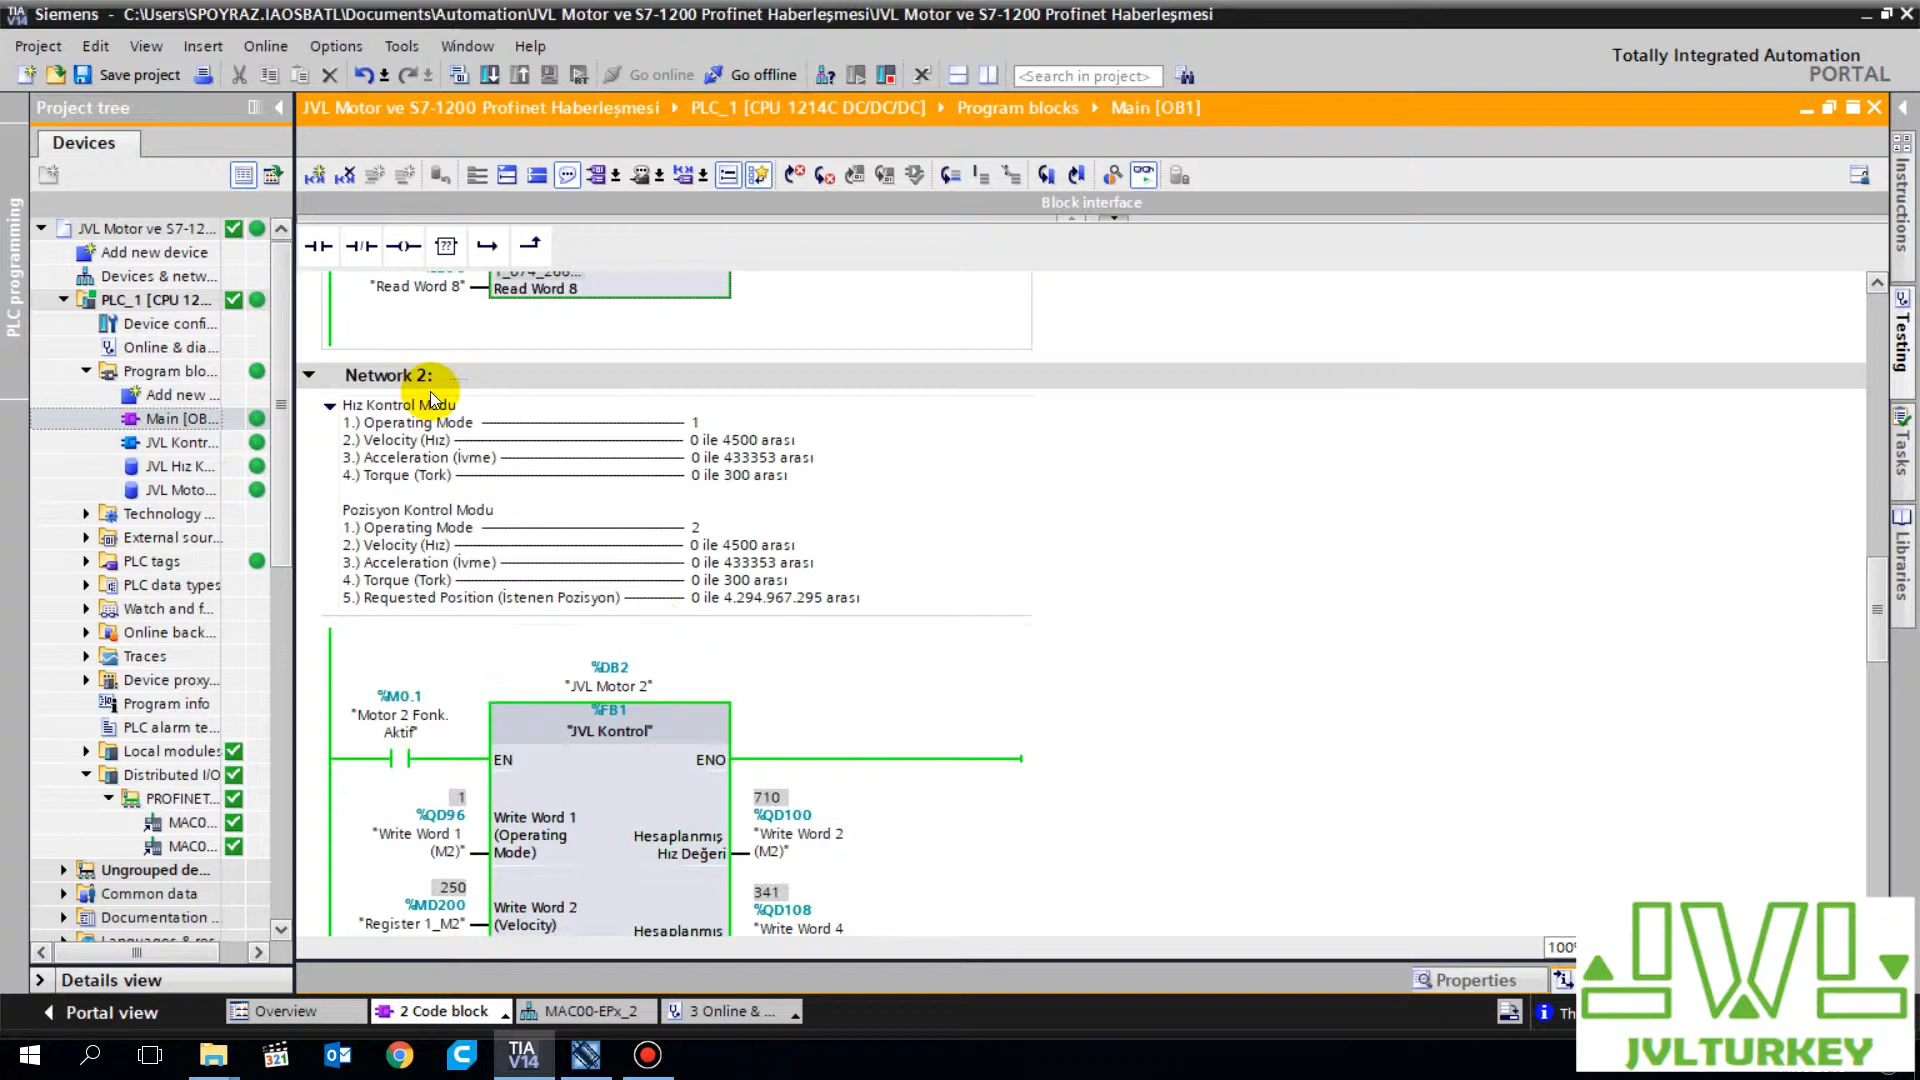 TIA
V14
Siemens - C:\Users\SPOYRAZ.IAOSBATL\Documents\Automation\JVL Motor ve S7-1200 Profinet Haberleşmesi\JVL Motor ve S7-1200 Profinet Haberleşmesi
Project Edit View Insert Online Options Tools Window Help
Totally Integrated Automation
PORTAL
Save project
Go online
Go offline
<Search in project>
Project tree
JVL Motor ve S7-1200 Profinet Haberleşmesi PLC_1 [CPU 1214C DC/DC/DC] Program blocks Main [OB1]
Devices
PLC programming
Block interface
JVL Motor ve S7-12...
Add new device
Devices & netw...
PLC_1 [CPU 12...
Device confi...
Online & dia...
Program blo...
Add new ...
Main [OB...
JVL Kontr...
JVL Hız K...
JVL Moto...
Technology ...
External sour...
PLC tags
PLC data types
Watch and f...
Online back...
Traces
Device proxy...
Program info
PLC alarm te...
Local modules
Distributed I/O
PROFINET...
MAC0...
MAC0...
Ungrouped de...
Common data
Documentation ...
Languages & res...
Details view
"Read Word 8"
Read Word 8
Network 2:
Hız Kontrol Modu
1.) Operating Mode 1
2.) Velocity (Hız) 0 ile 4500 arası
3.) Acceleration (İvme) 0 ile 433353 arası
4.) Torque (Tork) 0 ile 300 arası
Pozisyon Kontrol Modu
1.) Operating Mode 2
2.) Velocity (Hız) 0 ile 4500 arası
3.) Acceleration (İvme) 0 ile 433353 arası
4.) Torque (Tork) 0 ile 300 arası
5.) Requested Position (İstenen Pozisyon) 0 ile 4.294.967.295 arası
%DB2
"JVL Motor 2"
%M0.1
"Motor 2 Fonk.
Aktif"
%FB1
"JVL Kontrol"
EN ENO
1
%QD96
"Write Word 1
(M2)"
Write Word 1
(Operating
Mode)
Hesaplanmış
Hız Değeri
710
%QD100
"Write Word 2
(M2)"
250
%MD200
"Register 1_M2"
Write Word 2
(Velocity)
Hesaplanmış
341
%QD108
"Write Word 4
100%
Instructions
Testing
Tasks
Libraries
Properties
Portal view
Overview
2 Code block
MAC00-EPx_2
3 Online & ...
Th
321
TIA
V14
JVL
JVLTURKEY